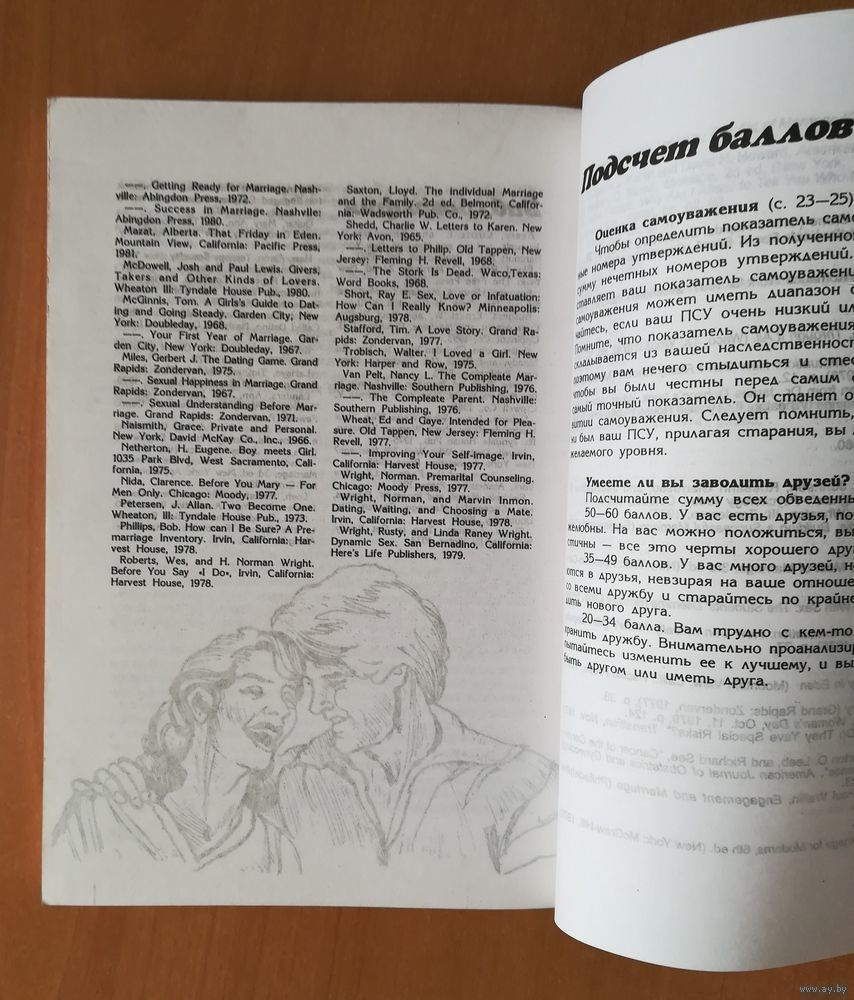 ——. Getting Ready for Marriage. Nash-
ville: Abingdon Press, 1972.
——. Success in Marriage. Nashville:
Abingdon Press, 1980.
Mazat, Alberta. That Friday in Eden.
Mountain View, California: Pacific Press,
1981.
McDowell, Josh and Paul Lewis. Givers,
Takers and Other Kinds of Lovers.
Wheaton Ill: Tyndale House Pub., 1980.
McGinnis, Tom. A Girls's Guide to Dat-
ing and Going Steady. Garden City; New
York: Doubleday, 1968.
——. Your First Year of Marriage. Gar-
den City, New York: Doubleday, 1967.
Miles, Gerbert J. The Dating Game. Grand
Rapids: Zondervan, 1975.
——. Sexual Happiness in Marriage. Grand
Rapids: Zondervan, 1967.
——. Sexual Understanding Before Mar-
riage. Grand Rapids: Zondervan, 1971.
Naismith, Grace. Private and Personal.
New York, David McKay Co., Inc., 1966.
Netherton, H. Eugene. Boy meets Girl.
1035 Park Blvd, West Sacramento, Cali-
fornia, 1975.
Nida, Clarence. Before You Mary — For
Men Only. Chicago: Moody, 1977.
Petersen, J. Allan. Two Become One.
Wheaton, Ill: Tyndale House Pub., 1973.
Phillips, Bob. How can I Be Sure? A Pre-
marriage Inventory. Irvin, California: Har-
vest House, 1978.
Roberts, Wes, and H. Norman Wright.
Before You Say «I Do», Irvin, California:
Harvest House, 1978.
Saxton, Lloyd. The Individual Marriage
and the Family. 2d ed. Belmont, Califor-
nia: Wadsworth Pub. Co., 1972.
Shedd, Charlie W. Letters to Karen. New
York: Avon, 1965.
——. Letters to Philip. Old Tappen, New
Jersey: Fleming H. Revell, 1968.
——. The Stork Is Dead. Waco,Texas:
Word Books, 1968.
Short, Ray E. Sex, Love or Infatuation:
How Can I Really Know? Minneapolis:
Augsburg, 1978.
Stafford, Tim. A Love Story. Grand Ra-
pids: Zondervan, 1977.
Trobisch, Walter. I Loved a Girl. New
York: Harper and Row, 1975.
Van Pelt, Nancy L. The Compleate Mar-
riage. Nashville: Southern Publishing, 1976.
——. The Compleate Parent. Nashville:
Southern Publishing, 1976.
Wheat, Ed and Gaye. Intended for Plea-
sure. Old Tappen, New Jersey: Fleming H.
Revell, 1977.
——. Improving Your Self-Image. Irvin,
California: Harvest House, 1977.
Wright, Norman. Premarital Counseling.
Chicago: Moody Press, 1977.
Wright, Norman, and Marvin Inmon.
Dating, Waiting, and Choosing a Mate.
Irvin, California: Harvest House, 1978.
Wright, Rusty, and Linda Raney Wright.
Dynamic Sex. San Bernadino, California:
Here's Life Publishers, 1979.
Подсчет баллов
Оценка самоуважения (с. 23—25)
Чтобы определить показатель само
ные номера утверждений. Из полученно
сумму нечетных номеров утверждений.
ставляет ваш показатель самоуважени
самоуважения может иметь диапазон
чайтесь, если ваш ПСУ очень низкий ил
Помните, что показатель самоуважения
складывается из вашей наследственнос
поэтому вам нечего стыдиться и стес
чтобы вы были честны перед самим
самый точный показатель. Он станет о
витии самоуважения. Следует помнить,
ни был ваш ПСУ, прилагая старания, вы
желаемого уровня.
Умеете ли вы заводить друзей?
Подсчитайте сумму всех обведенны
50—60 баллов. У вас есть друзья, по
желюбны. На вас можно положиться, вы
стичны — все это черты хорошего дру
35—49 баллов. У вас много друзей, н
ются в друзья, невзирая на ваше отноше
со всеми дружбу и старайтесь по крайне
дить нового друга.
20—34 балла. Вам трудно с кем-то
хранить дружбу. Внимательно проанализир
пытайтесь изменить ее к лучшему, и вы
быть другом или иметь друга.
www.ay.by